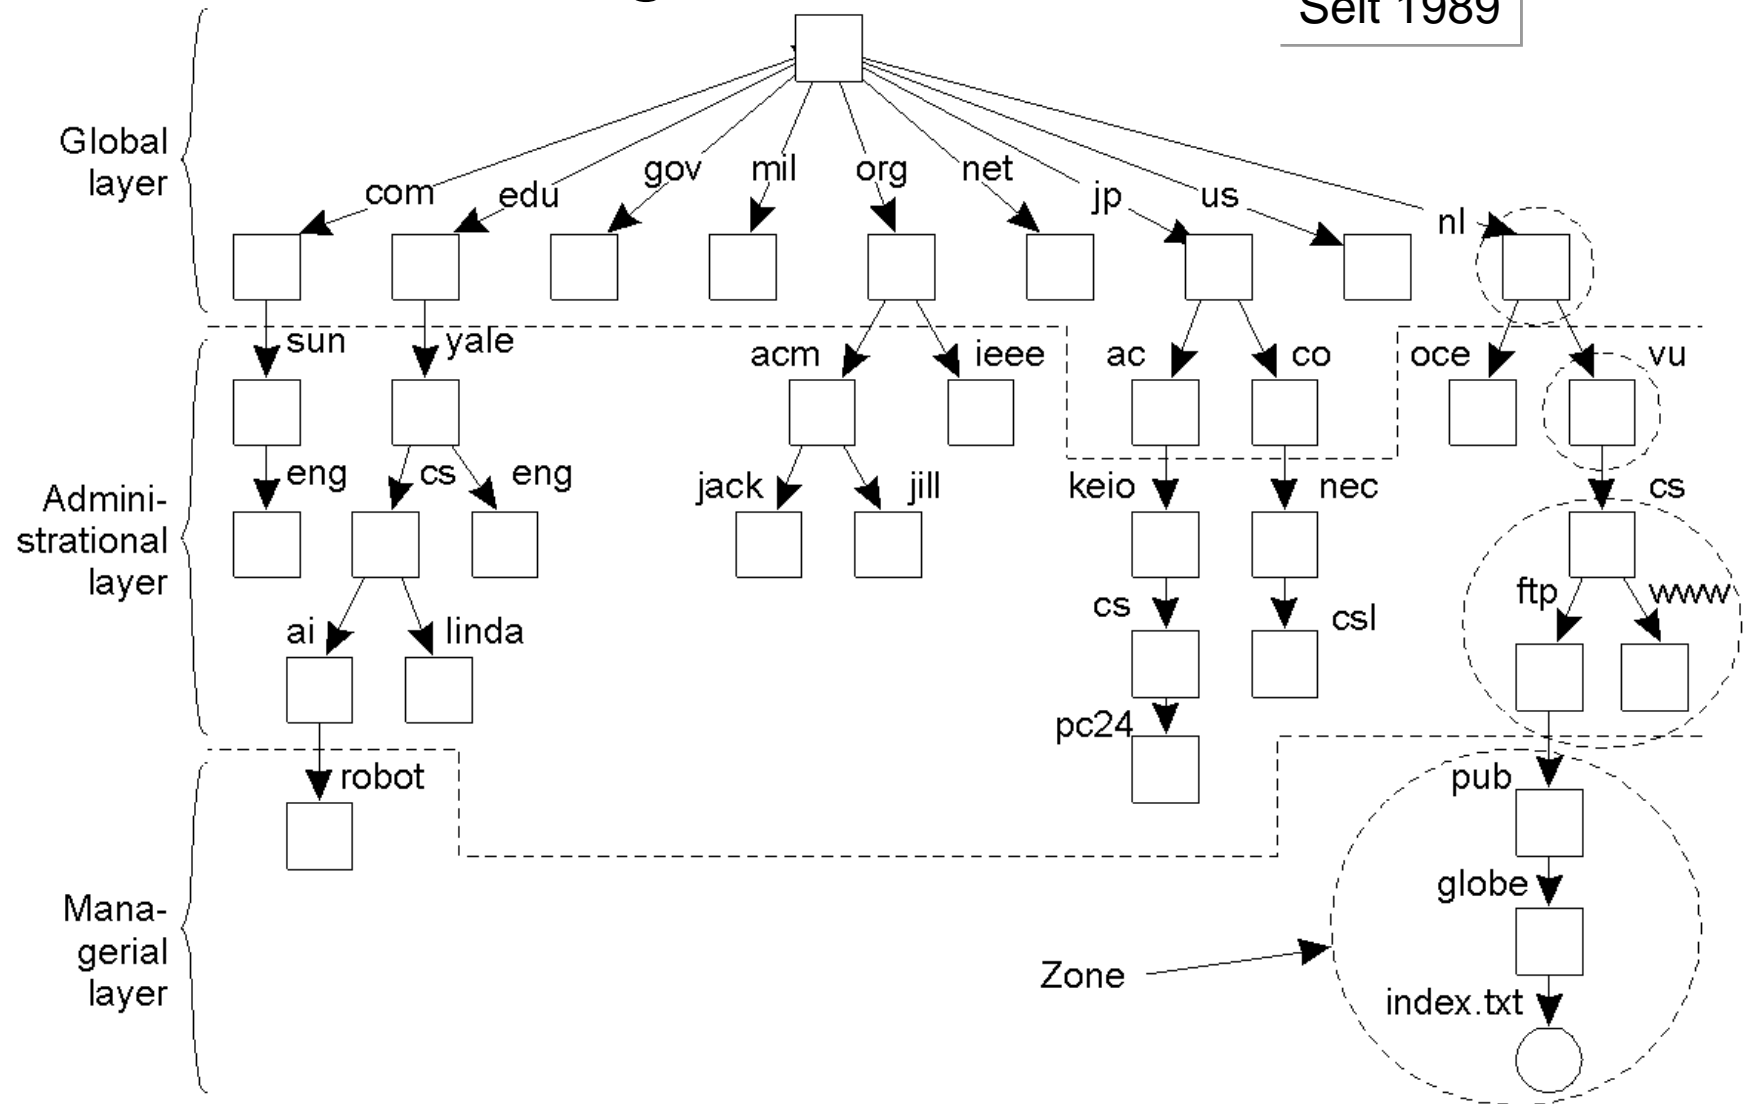 Seit 1989
Global
layer
com
edu
gov
mil
org
net
jp
us
nl
sun
yale
acm
ieee
ac
co
oce
vu
Admini-
strational
layer
eng
cs
eng
jack
jill
keio
nec
cs
ai
linda
cs
csl
ftp
www
pc24
robot
pub
Mana-
gerial
layer
globe
Zone
index.txt